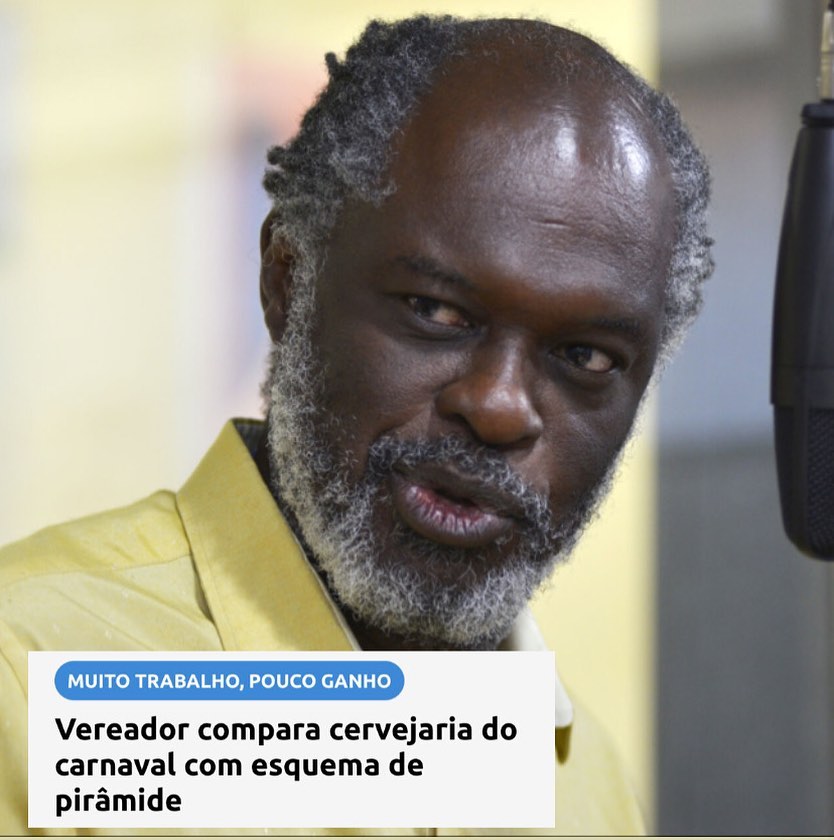 MUITO TRABALHO, POUCO GANHO
Vereador compara cervejaria do
carnaval com esquema de
pirâmide